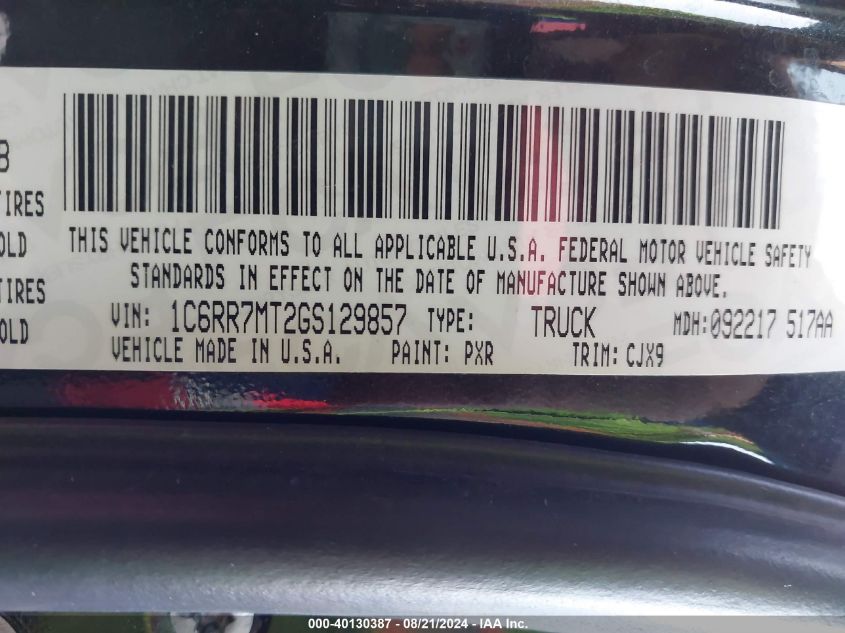 8
TIRES
OLD
THIS VEHICLE CONFORMS TO ALL APPLICABLE U.S.A. FEDERAL MOTOR VEHICLE SAFETY
STANDARDS IN EFFECT ON THE DATE OF MANUFACTURE SHOWN ABOVE.
TIRES
OLD
VIN: 1C6RR7MT2GS129857 TYPE: TRUCK MDH:092217 517AA
VEHICLE MADE IN U.S.A. PAINT: PXR TRIM: CJX9
000-40130387 - 08/21/2024 - IAA Inc.